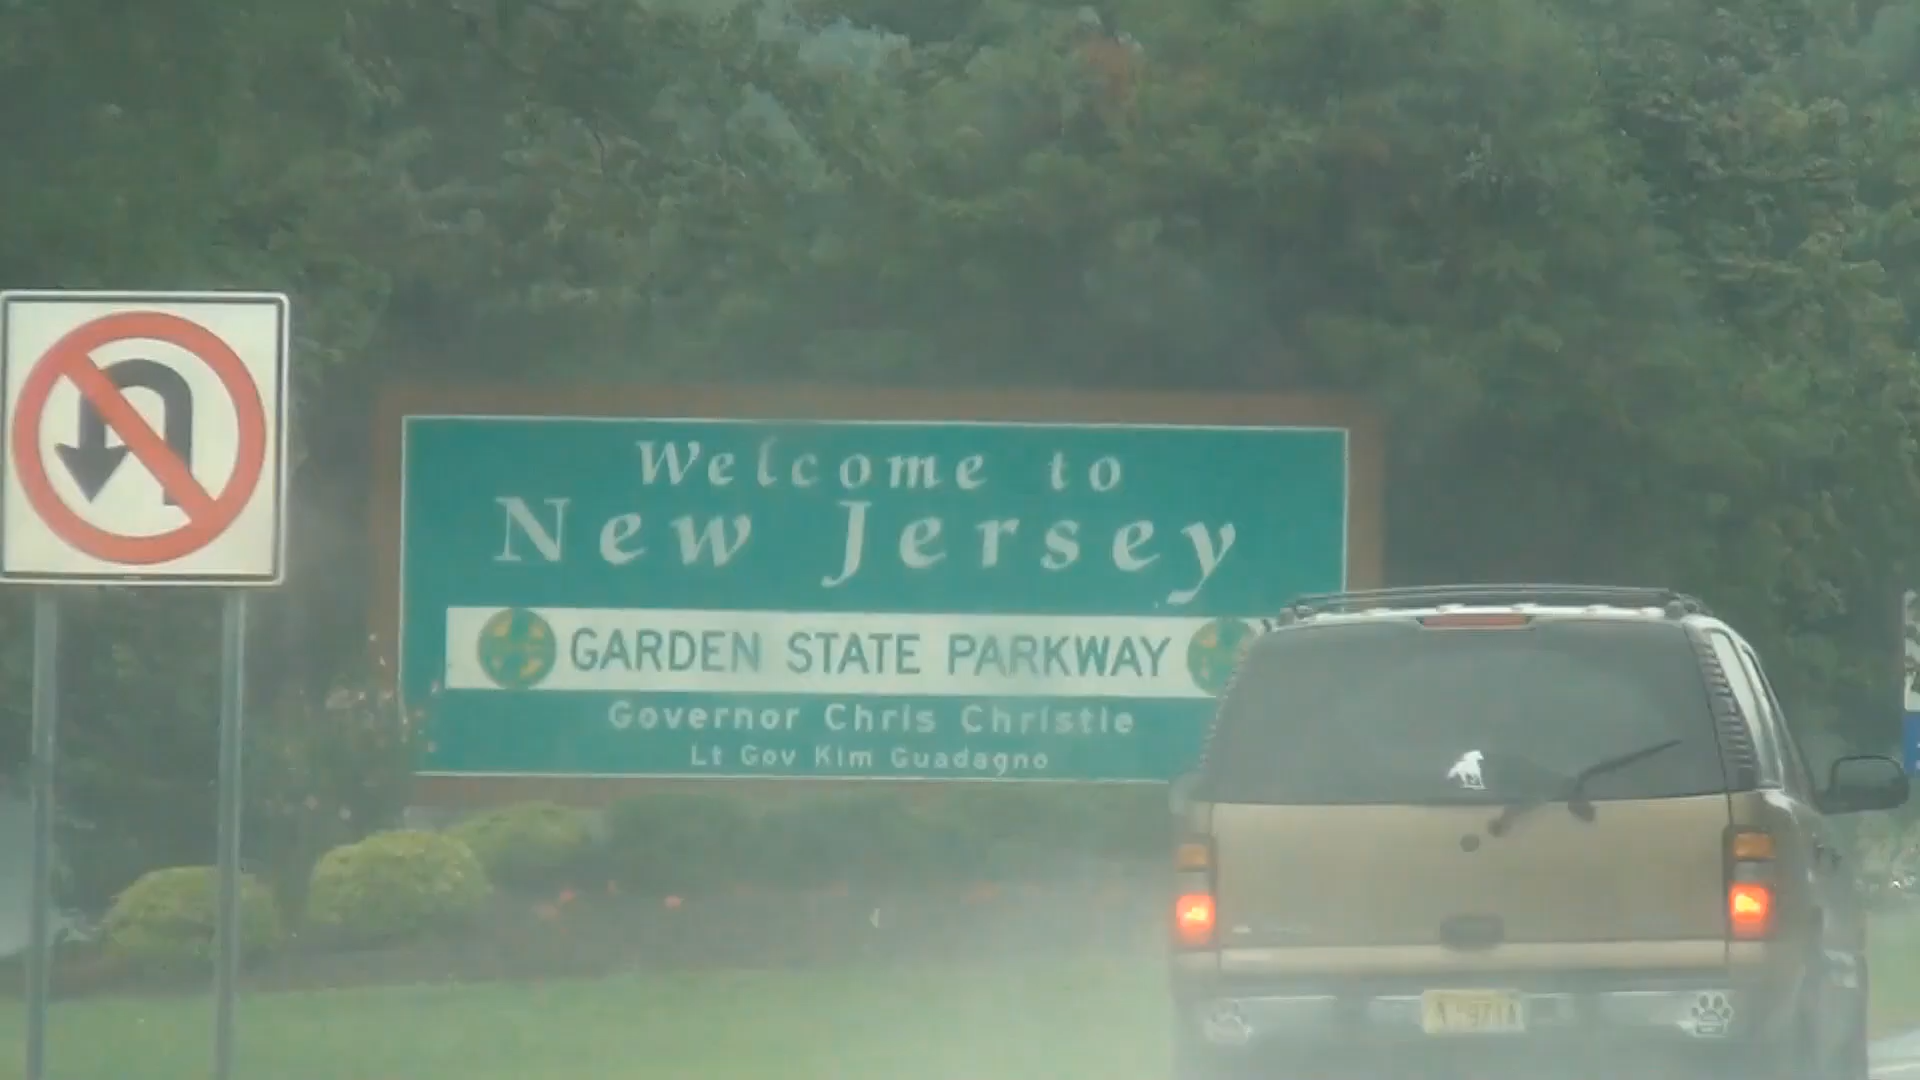 Welcome to
New Jersey
GARDEN STATE PARKWAY
Governor Chris Christie
Lt Gov Kim Guadagno